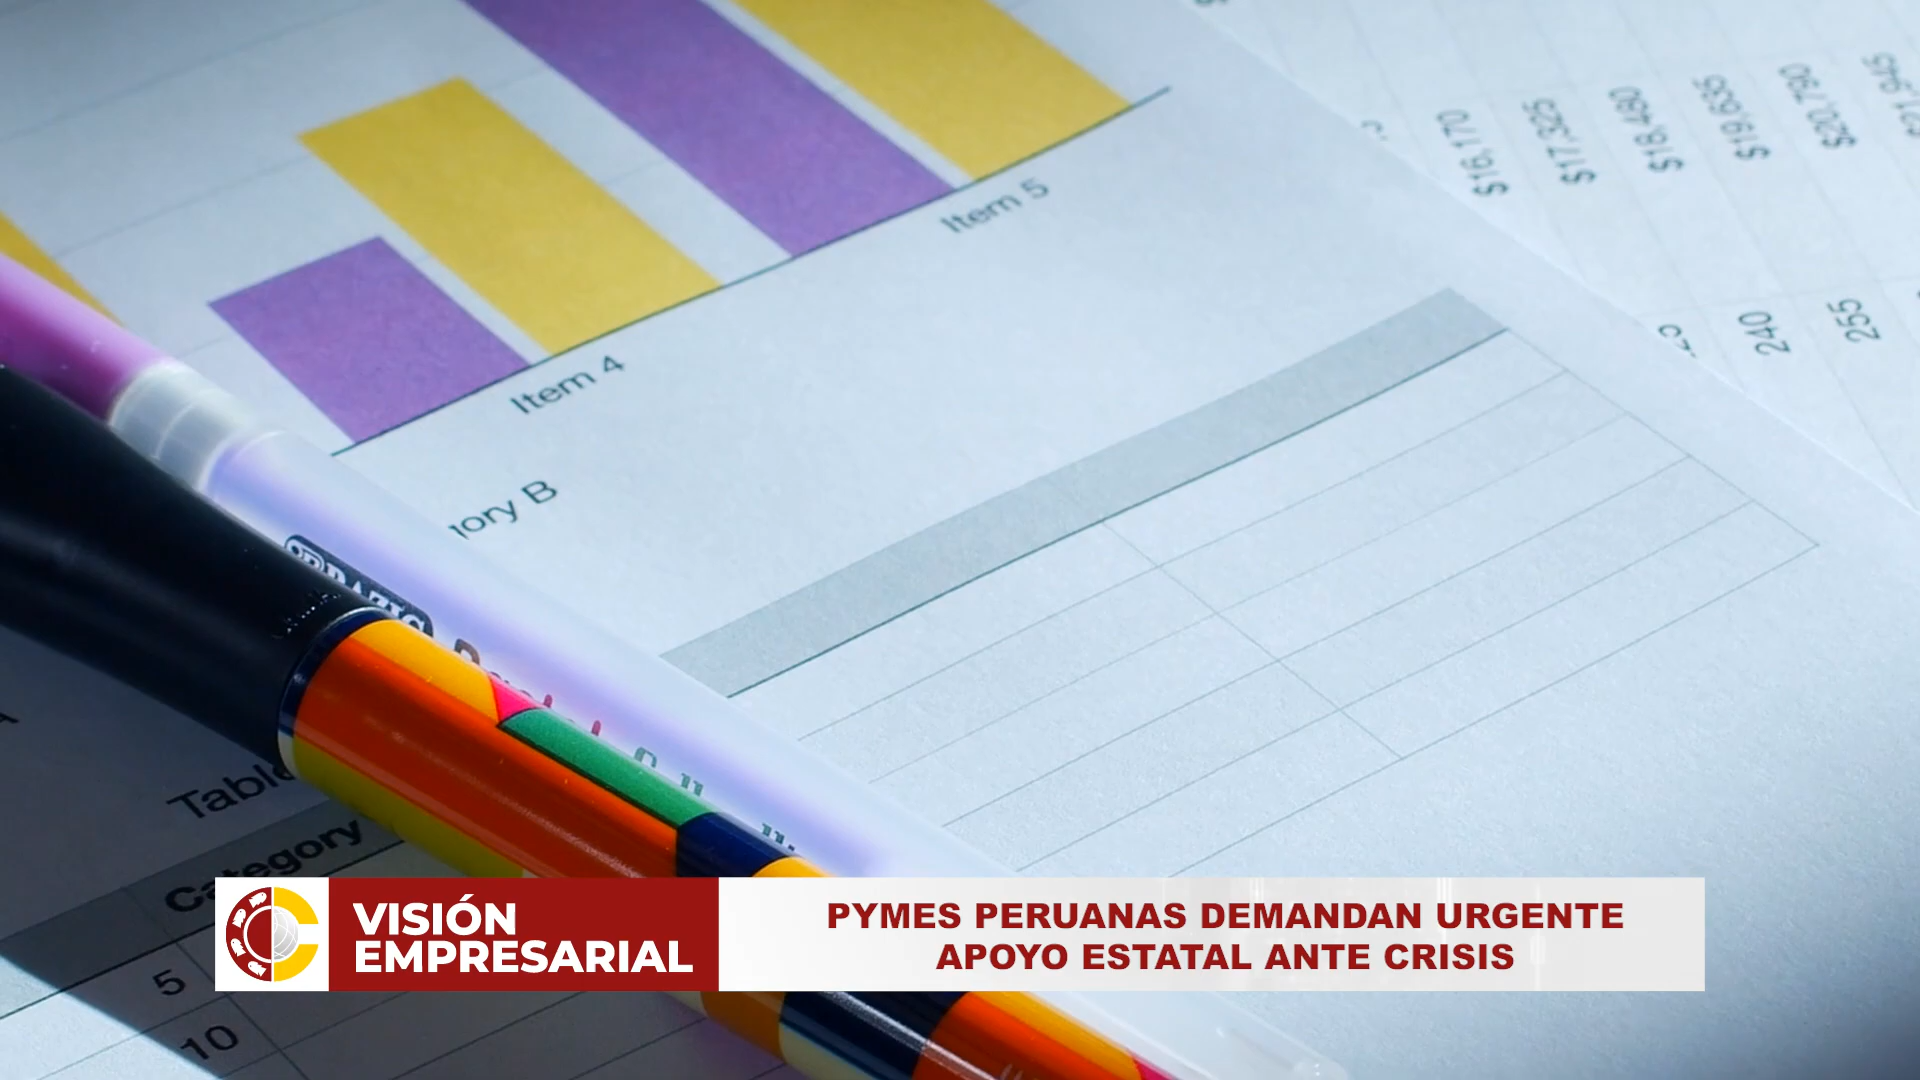 $16,170
$17,325
$18,480
$19,635
$20,790
240
255
Item 5
Item 4
ory B
Category
5
10
VISIÓN
EMPRESARIAL
PYMES PERUANAS DEMANDAN URGENTE
APOYO ESTATAL ANTE CRISIS